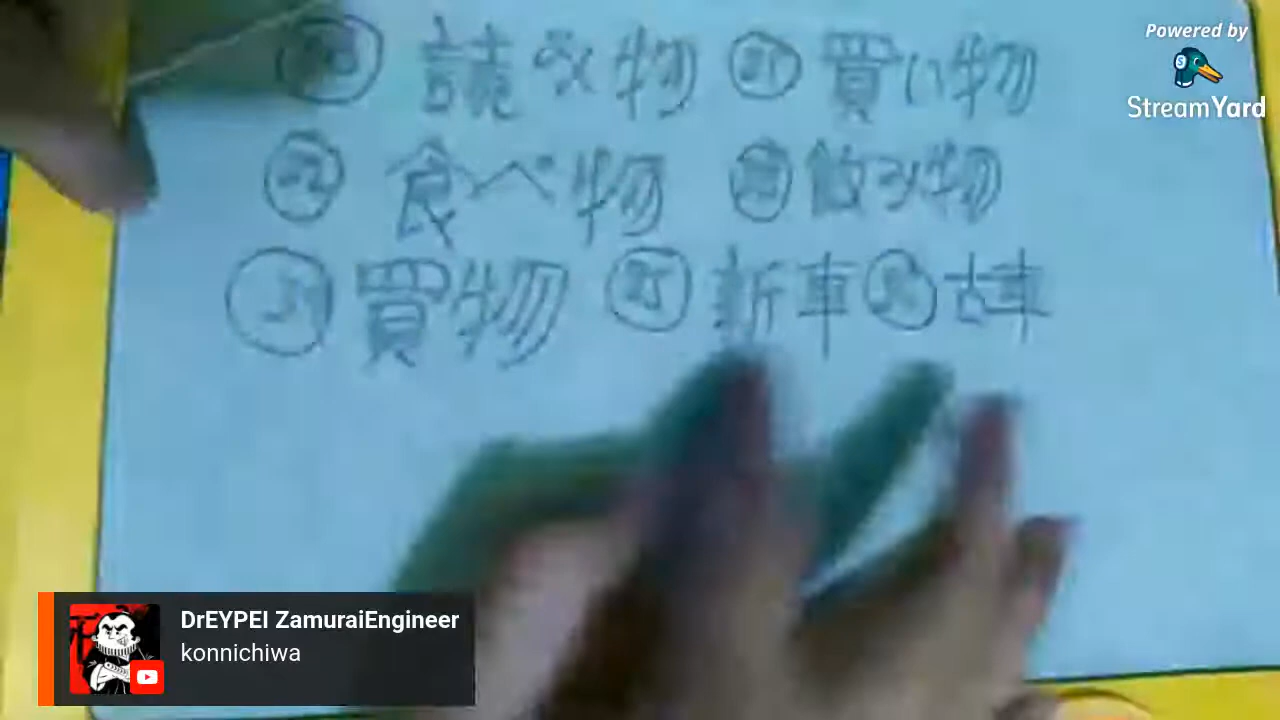 Powered by
StreamYard
読み物 買い物
食べ物 飲み物
買物 新車 古車
DrEYPEI ZamuraiEngineer
konnichiwa